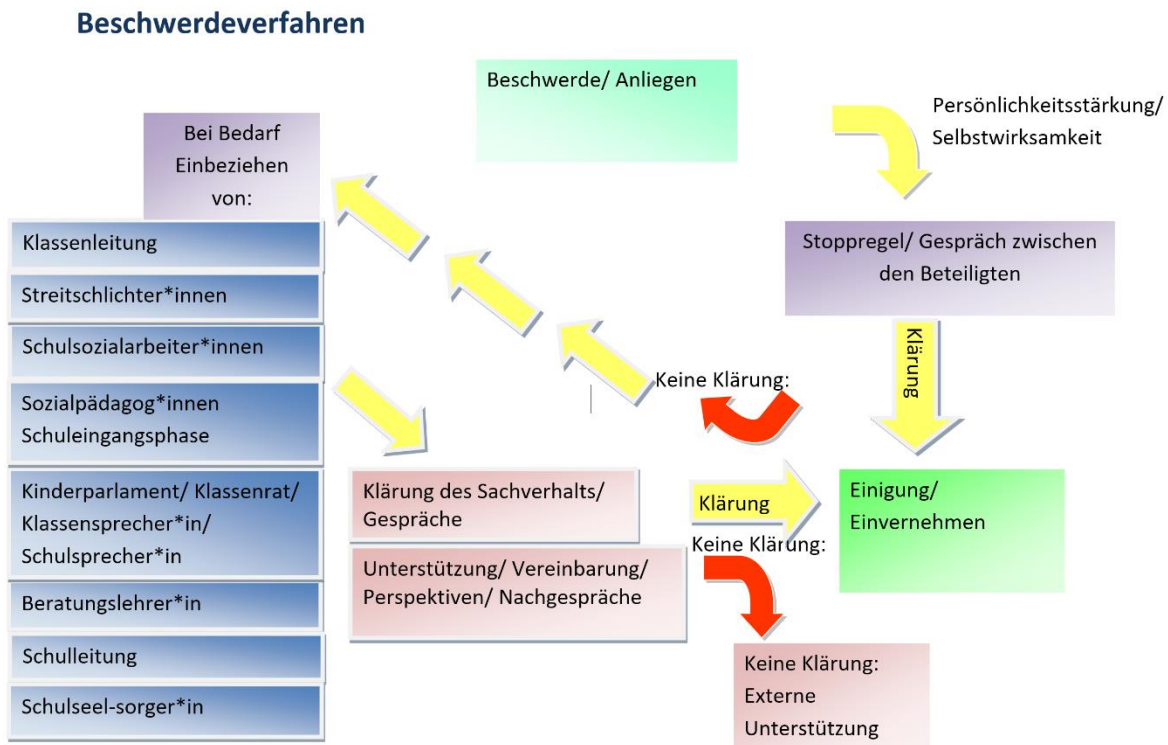 Beschwerdeverfahren
Beschwerde/ Anliegen
Persönlichkeitsstärkung/
Selbstwirksamkeit
Stoppregel/ Gespräch zwischen
den Beteiligten
Klärung
Keine Klärung:
Bei Bedarf
Einbeziehen
von:
Klassenleitung
Streitschlichter*innen
Schulsozialarbeiter*innen
Sozialpädagog*innen
Schuleingangsphase
Kinderparlament/ Klassenrat/
Klassensprecher*in/
Schulsprecher*in
Beratungslehrer*in
Schulleitung
Schulseel-sorger*in
Klärung des Sachverhalts/
Gespräche
Unterstützung/ Vereinbarung/
Perspektiven/ Nachgespräche
Klärung
Einigung/
Einvernehmen
Keine Klärung:
Keine Klärung:
Externe
Unterstützung